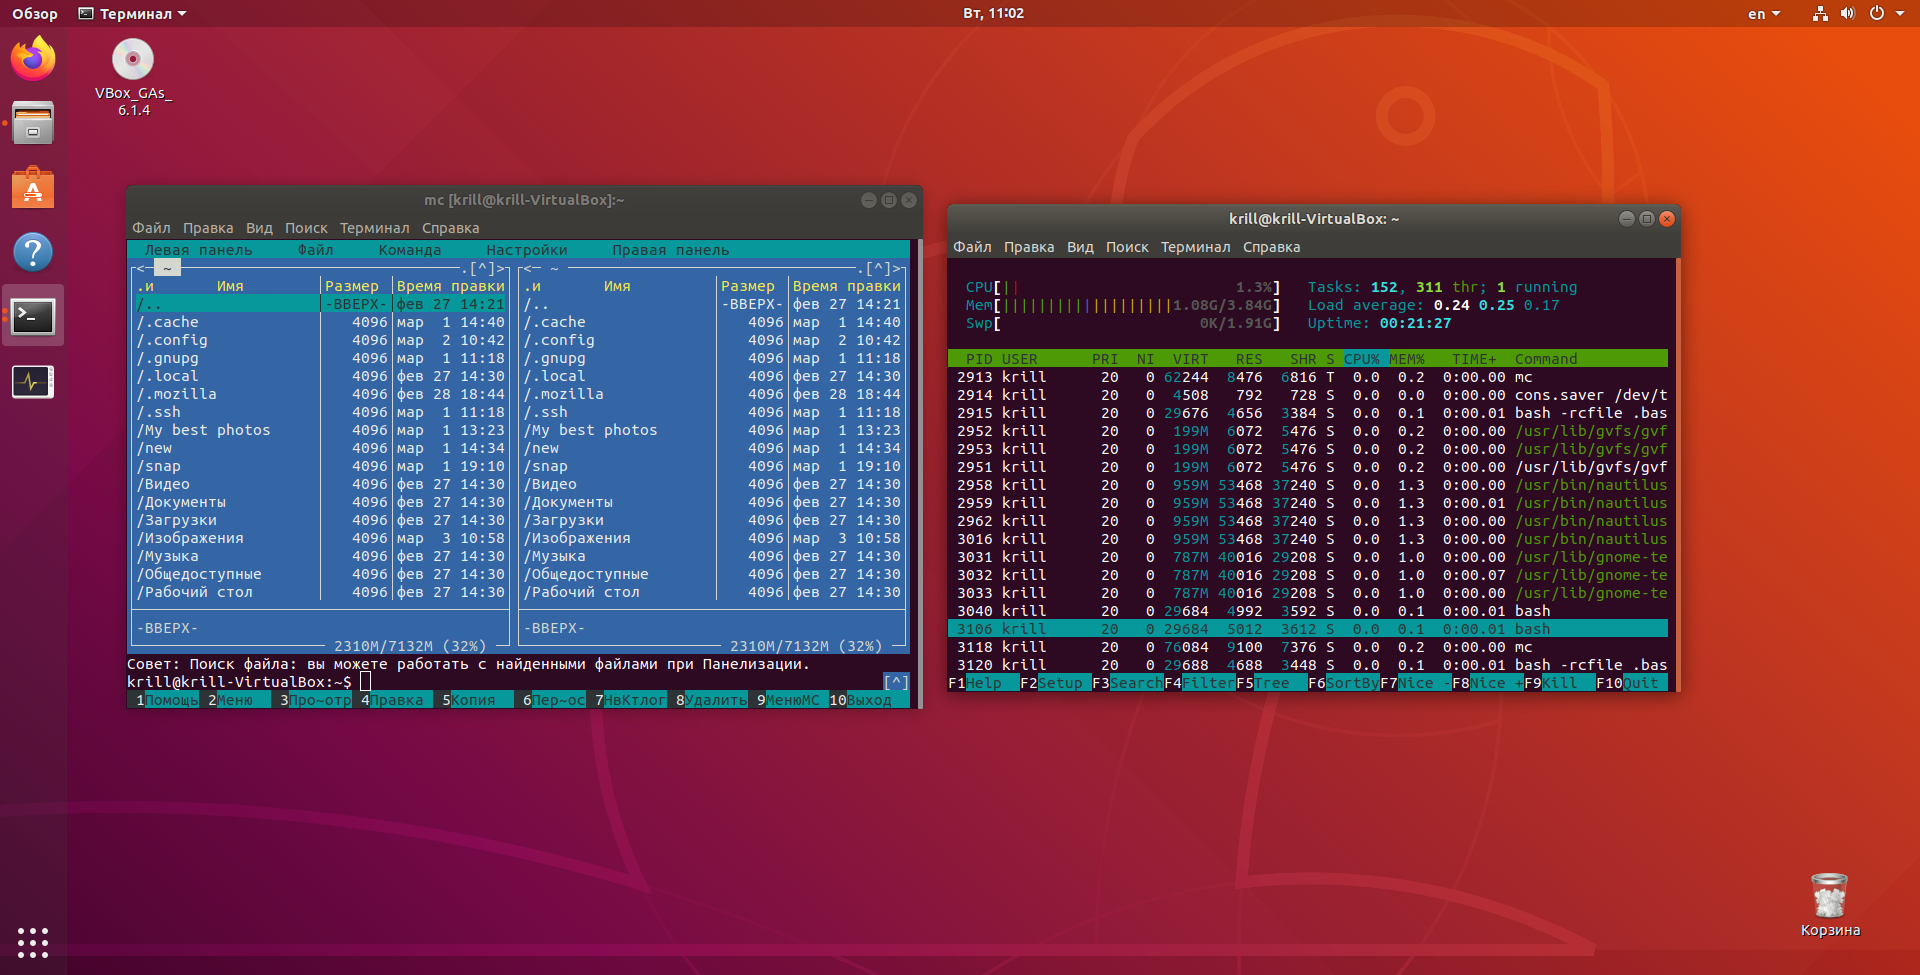 Обзор Терминал Вт, 11:02 en
VBox_GAs_
6.1.4
mc [krill@krill-VirtualBox]:~
Файл Правка Вид Поиск Терминал Справка
Левая панель Файл Команда Настройки Правая панель
<─ ~ .[^]> <─ ~ .[^]>
.и Имя Размер Время правки .и Имя Размер Время правки
/.. -ВВЕРХ- фев 27 14:21 /.. -ВВЕРХ- фев 27 14:21
/.cache 4096 мар 1 14:40 /.cache 4096 мар 1 14:40
/.config 4096 мар 2 10:42 /.config 4096 мар 2 10:42
/.gnupg 4096 мар 1 11:18 /.gnupg 4096 мар 1 11:18
/.local 4096 фев 27 14:30 /.local 4096 фев 27 14:30
/.mozilla 4096 фев 28 18:44 /.mozilla 4096 фев 28 18:44
/.ssh 4096 мар 1 11:18 /.ssh 4096 мар 1 11:18
/My best photos 4096 мар 1 13:23 /My best photos 4096 мар 1 13:23
/new 4096 мар 1 14:34 /new 4096 мар 1 14:34
/snap 4096 мар 1 19:10 /snap 4096 мар 1 19:10
/Видео 4096 фев 27 14:30 /Видео 4096 фев 27 14:30
/Документы 4096 фев 27 14:30 /Документы 4096 фев 27 14:30
/Загрузки 4096 фев 27 14:30 /Загрузки 4096 фев 27 14:30
/Изображения 4096 мар 3 10:58 /Изображения 4096 мар 3 10:58
/Музыка 4096 фев 27 14:30 /Музыка 4096 фев 27 14:30
/Общедоступные 4096 фев 27 14:30 /Общедоступные 4096 фев 27 14:30
/Рабочий стол 4096 фев 27 14:30 /Рабочий стол 4096 фев 27 14:30
-ВВЕРХ- -ВВЕРХ-
2310M/7132M (32%) 2310M/7132M (32%)
Совет: Поиск файла: вы можете работать с найденными файлами при Панелизации.
krill@krill-VirtualBox:~$ [^]
1Помощь 2Меню 3Про~отр 4Правка 5Копия 6Пер~ос 7НвКтлог 8Удалить 9МенюМС 10Выход
krill@krill-VirtualBox: ~
Файл Правка Вид Поиск Терминал Справка
CPU[|| 1.3%] Tasks: 152, 311 thr; 1 running
Mem[|||||||||||||||||||1.08G/3.84G] Load average: 0.24 0.25 0.17
Swp[ 0K/1.91G] Uptime: 00:21:27
PID USER PRI NI VIRT RES SHR S CPU% MEM% TIME+ Command
2913 krill 20 0 62244 8476 6816 T 0.0 0.2 0:00.00 mc
2914 krill 20 0 4508 792 728 S 0.0 0.0 0:00.00 cons.saver /dev/t
2915 krill 20 0 29676 4656 3384 S 0.0 0.1 0:00.01 bash -rcfile .bas
2952 krill 20 0 199M 6072 5476 S 0.0 0.2 0:00.00 /usr/lib/gvfs/gvf
2953 krill 20 0 199M 6072 5476 S 0.0 0.2 0:00.00 /usr/lib/gvfs/gvf
2951 krill 20 0 199M 6072 5476 S 0.0 0.2 0:00.00 /usr/lib/gvfs/gvf
2958 krill 20 0 959M 53468 37240 S 0.0 1.3 0:00.00 /usr/bin/nautilus
2959 krill 20 0 959M 53468 37240 S 0.0 1.3 0:00.01 /usr/bin/nautilus
2962 krill 20 0 959M 53468 37240 S 0.0 1.3 0:00.00 /usr/bin/nautilus
3016 krill 20 0 959M 53468 37240 S 0.0 1.3 0:00.00 /usr/bin/nautilus
3031 krill 20 0 787M 40016 29208 S 0.0 1.0 0:00.00 /usr/lib/gnome-te
3032 krill 20 0 787M 40016 29208 S 0.0 1.0 0:00.07 /usr/lib/gnome-te
3033 krill 20 0 787M 40016 29208 S 0.0 1.0 0:00.00 /usr/lib/gnome-te
3040 krill 20 0 29684 4992 3592 S 0.0 0.1 0:00.01 bash
3106 krill 20 0 29684 5012 3612 S 0.0 0.1 0:00.01 bash
3118 krill 20 0 76084 9100 7376 S 0.0 0.2 0:00.00 mc
3120 krill 20 0 29688 4688 3448 S 0.0 0.1 0:00.01 bash -rcfile .bas
F1Help F2Setup F3SearchF4FilterF5Tree F6SortByF7Nice -F8Nice +F9Kill F10Quit
Корзина